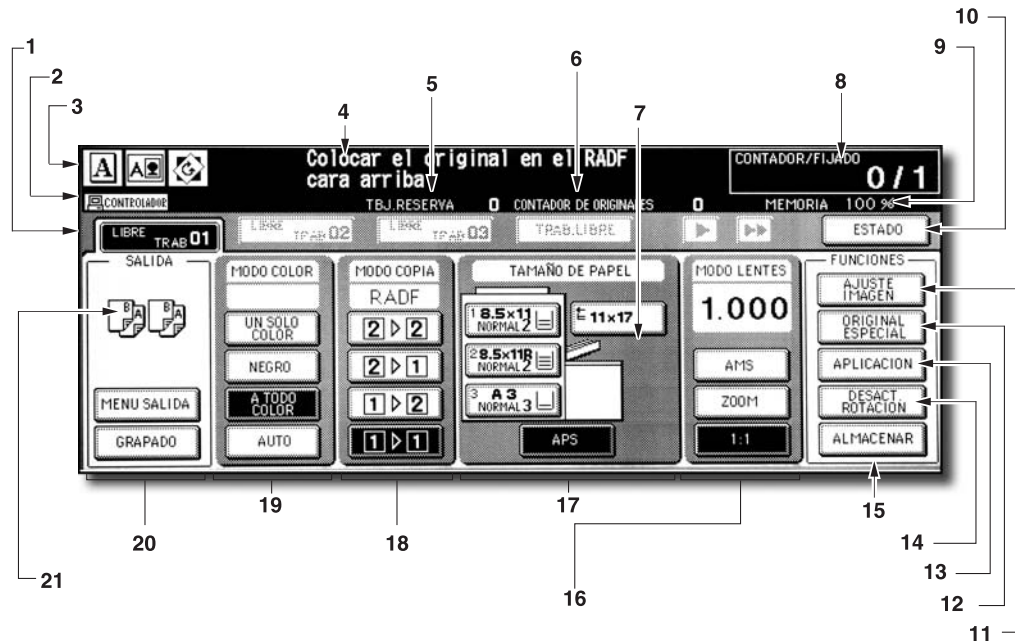 10
9
8
7
6
5
4
3
2
1
A
A
Colocar el original en el RADF
cara arriba
CONTADOR/FIJADO
0 / 1
CONTROLADOR
TBJ.RESERVA 0 CONTADOR DE ORIGINALES 0 MEMORIA 100 %
LIBRE
TRAB 01
LIBRE
TRAB 02
LIBRE
TRAB 03
TRAB.LIBRE
ESTADO
SALIDA
B
A
B
A
MENU SALIDA
GRAPADO
MODO COLOR
UN SOLO
COLOR
NEGRO
A TODO
COLOR
AUTO
MODO COPIA
RADF
2 ▷ 2
2 ▷ 1
1 ▷ 2
1 ▷ 1
TAMAÑO DE PAPEL
1 8.5×11
NORMAL 2
2 8.5×11R
NORMAL 2
3 A 3
NORMAL 3
11×17
APS
MODO LENTES
1.000
AMS
ZOOM
1:1
FUNCIONES
AJUSTE
IMAGEN
ORIGINAL
ESPECIAL
APLICACION
DESACT.
ROTACION
ALMACENAR
21
20
19
18
17
16
15
14
13
12
11